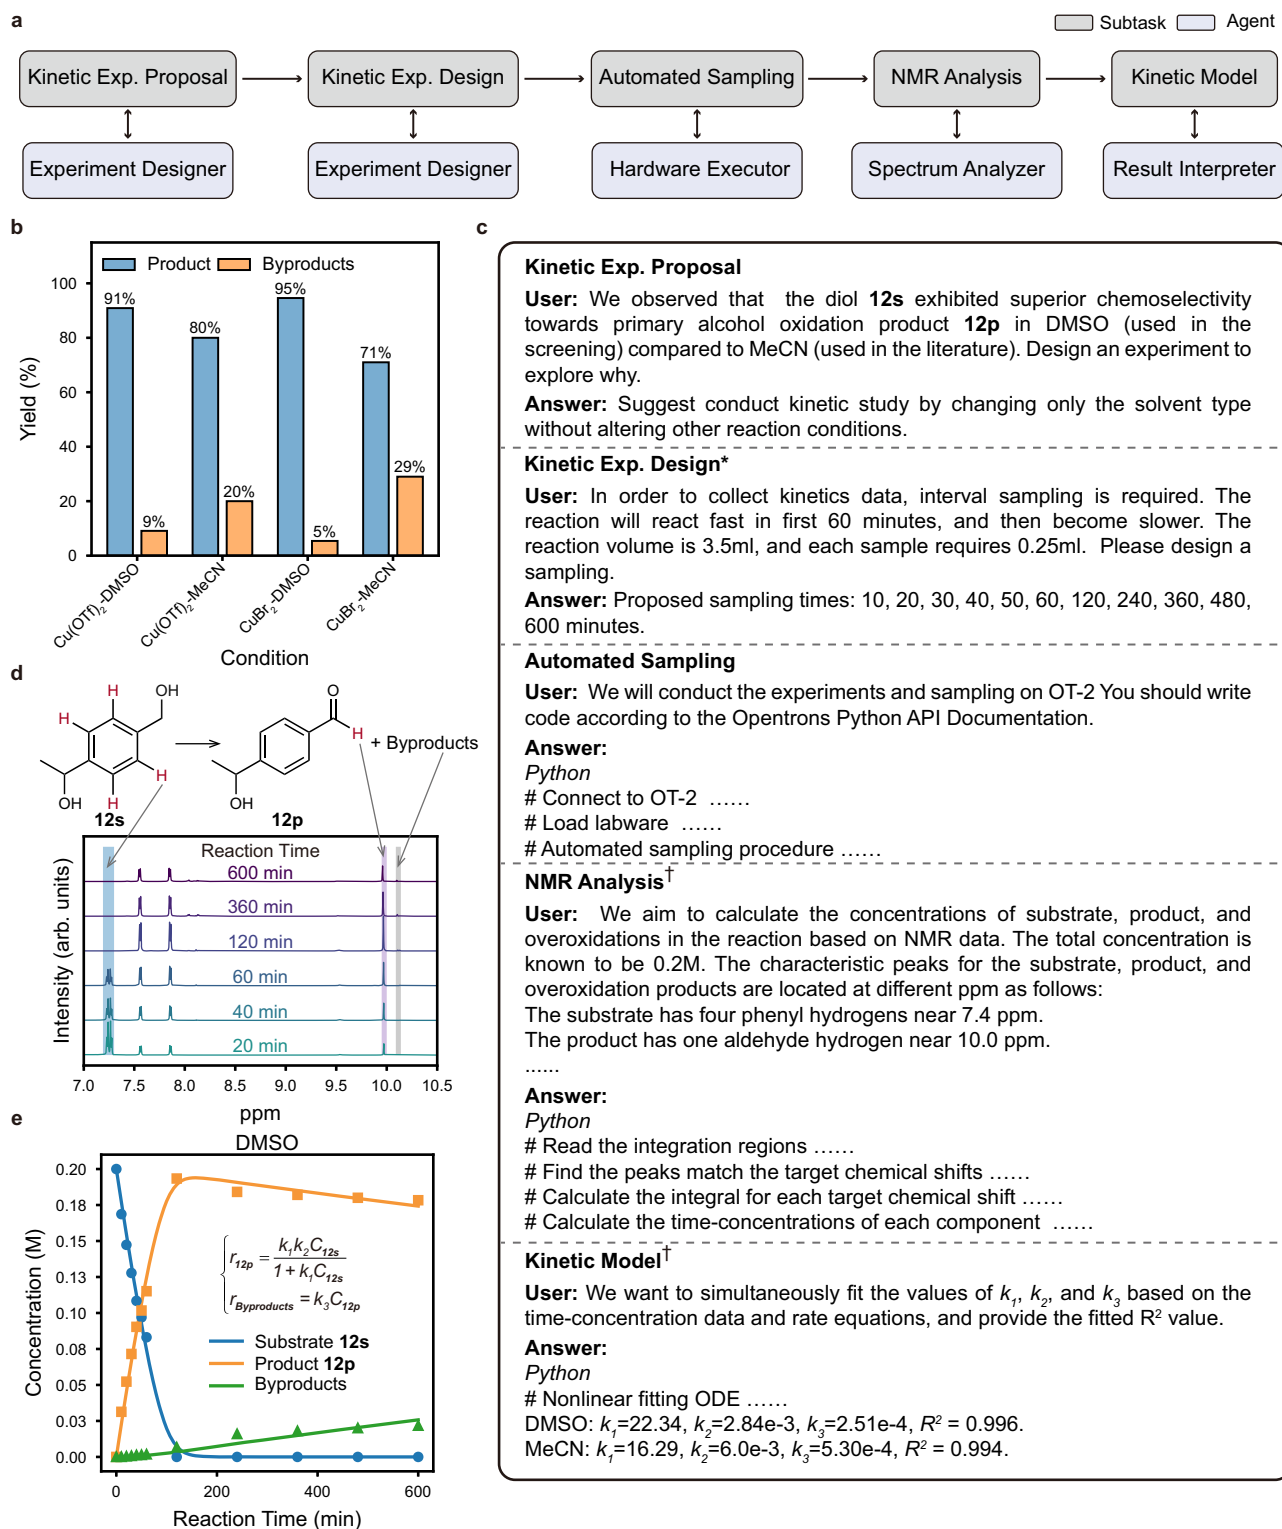 a
Subtask
Agent
Kinetic Exp. Proposal
Kinetic Exp. Design
Automated Sampling
NMR Analysis
Kinetic Model
Experiment Designer
Experiment Designer
Hardware Executor
Spectrum Analyzer
Result Interpreter
b
Product
Byproducts
Yield (%)
100
80
60
40
20
0
91%
9%
80%
20%
95%
5%
71%
29%
Cu(OTf)₂-DMSO
Cu(OTf)₂-MeCN
CuBr₂-DMSO
CuBr₂-MeCN
Condition
c
Kinetic Exp. Proposal
User: We observed that the diol 12s exhibited superior chemoselectivity
towards primary alcohol oxidation product 12p in DMSO (used in the
screening) compared to MeCN (used in the literature). Design an experiment to
explore why.
Answer: Suggest conduct kinetic study by changing only the solvent type
without altering other reaction conditions.
Kinetic Exp. Design*
User: In order to collect kinetics data, interval sampling is required. The
reaction will react fast in first 60 minutes, and then become slower. The
reaction volume is 3.5ml, and each sample requires 0.25ml. Please design a
sampling.
Answer: Proposed sampling times: 10, 20, 30, 40, 50, 60, 120, 240, 360, 480,
600 minutes.
Automated Sampling
User: We will conduct the experiments and sampling on OT-2 You should write
code according to the Opentrons Python API Documentation.
Answer:
Python
# Connect to OT-2 ......
# Load labware ......
# Automated sampling procedure ......
NMR Analysis†
User: We aim to calculate the concentrations of substrate, product, and
overoxidations in the reaction based on NMR data. The total concentration is
known to be 0.2M. The characteristic peaks for the substrate, product, and
overoxidation products are located at different ppm as follows:
The substrate has four phenyl hydrogens near 7.4 ppm.
The product has one aldehyde hydrogen near 10.0 ppm.
......
Answer:
Python
# Read the integration regions ......
# Find the peaks match the target chemical shifts ......
# Calculate the integral for each target chemical shift ......
# Calculate the time-concentrations of each component ......
Kinetic Model†
User: We want to simultaneously fit the values of k₁, k₂, and k₃ based on the
time-concentration data and rate equations, and provide the fitted R² value.
Answer:
Python
# Nonlinear fitting ODE ......
DMSO: k₁=22.34, k₂=2.84e-3, k₃=2.51e-4, R² = 0.996.
MeCN: k₁=16.29, k₂=6.0e-3, k₃=5.30e-4, R² = 0.994.
d
H
OH
H
H
H
OH
12s
O
H
OH
12p
+ Byproducts
Intensity (arb. units)
Reaction Time
600 min
360 min
120 min
60 min
40 min
20 min
7.0
7.5
8.0
8.5
9.0
9.5
10.0
10.5
ppm
e
DMSO
Concentration (M)
0.20
0.18
0.15
0.13
0.10
0.08
0.05
0.03
0.00
r₁₂ₚ = k₁k₂C₁₂ₛ / 1 + k₁C₁₂ₛ
r_Byproducts = k₃C₁₂ₚ
Substrate 12s
Product 12p
Byproducts
0
200
400
600
Reaction Time (min)